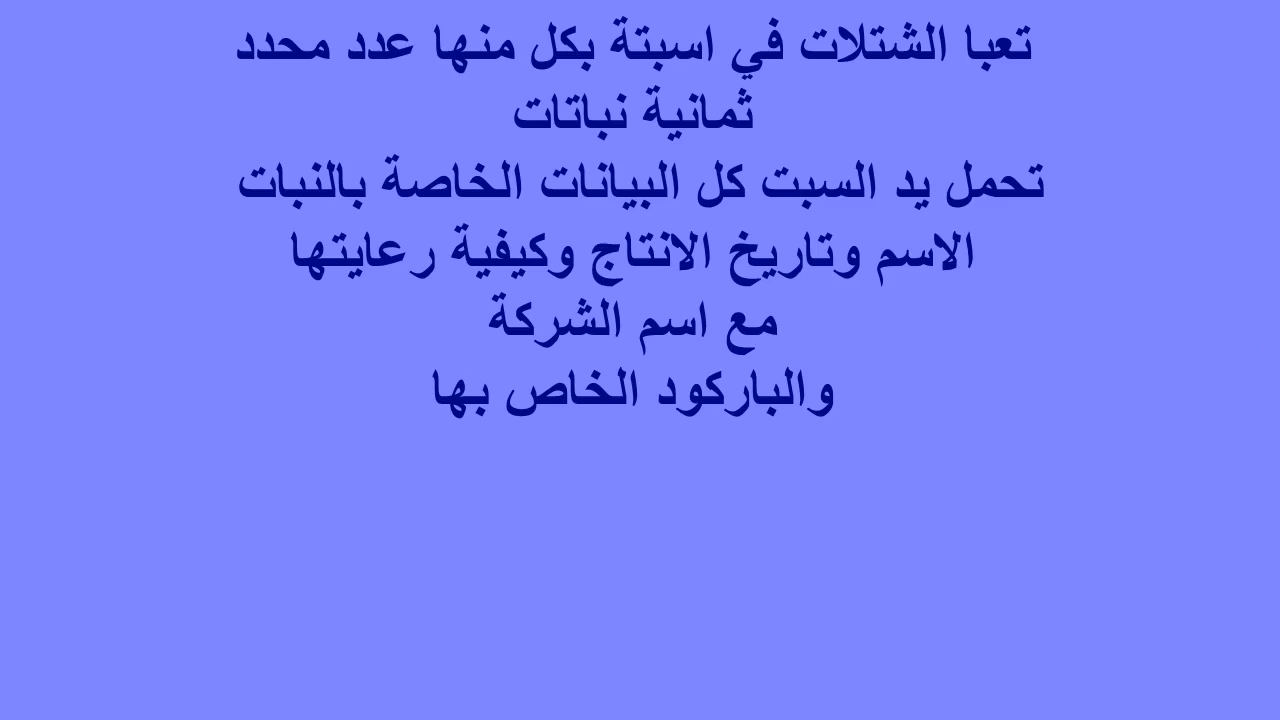 تعبا الشتلات في اسبتة بكل منها عدد محدد
ثمانية نباتات
تحمل يد السبت كل البيانات الخاصة بالنبات
الاسم وتاريخ الانتاج وكيفية رعايتها
مع اسم الشركة
والباركود الخاص بها